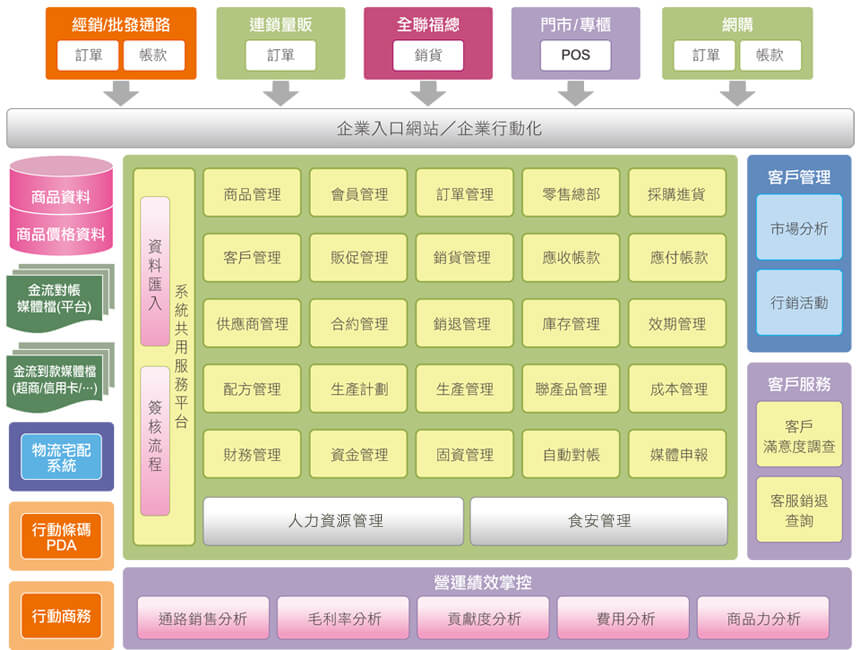 經銷/批發通路
訂單
帳款
連鎖量販
訂單
全聯福總
銷貨
門市/專櫃
POS
網購
訂單
帳款
企業入口網站／企業行動化
商品資料
商品價格資料
金流對帳
媒體檔(平台)
金流到款媒體檔
(超商/信用卡/⋯)
物流宅配
系統
行動條碼
PDA
行動商務
資料匯入
簽核流程
系統共用服務平台
商品管理
會員管理
訂單管理
零售總部
採購進貨
客戶管理
販促管理
銷貨管理
應收帳款
應付帳款
供應商管理
合約管理
銷退管理
庫存管理
效期管理
配方管理
生產計劃
生產管理
聯產品管理
成本管理
財務管理
資金管理
固資管理
自動對帳
媒體申報
人力資源管理
食安管理
客戶管理
市場分析
行銷活動
客戶服務
客戶
滿意度調查
客服銷退
查詢
營運績效掌控
通路銷售分析
毛利率分析
貢獻度分析
費用分析
商品力分析